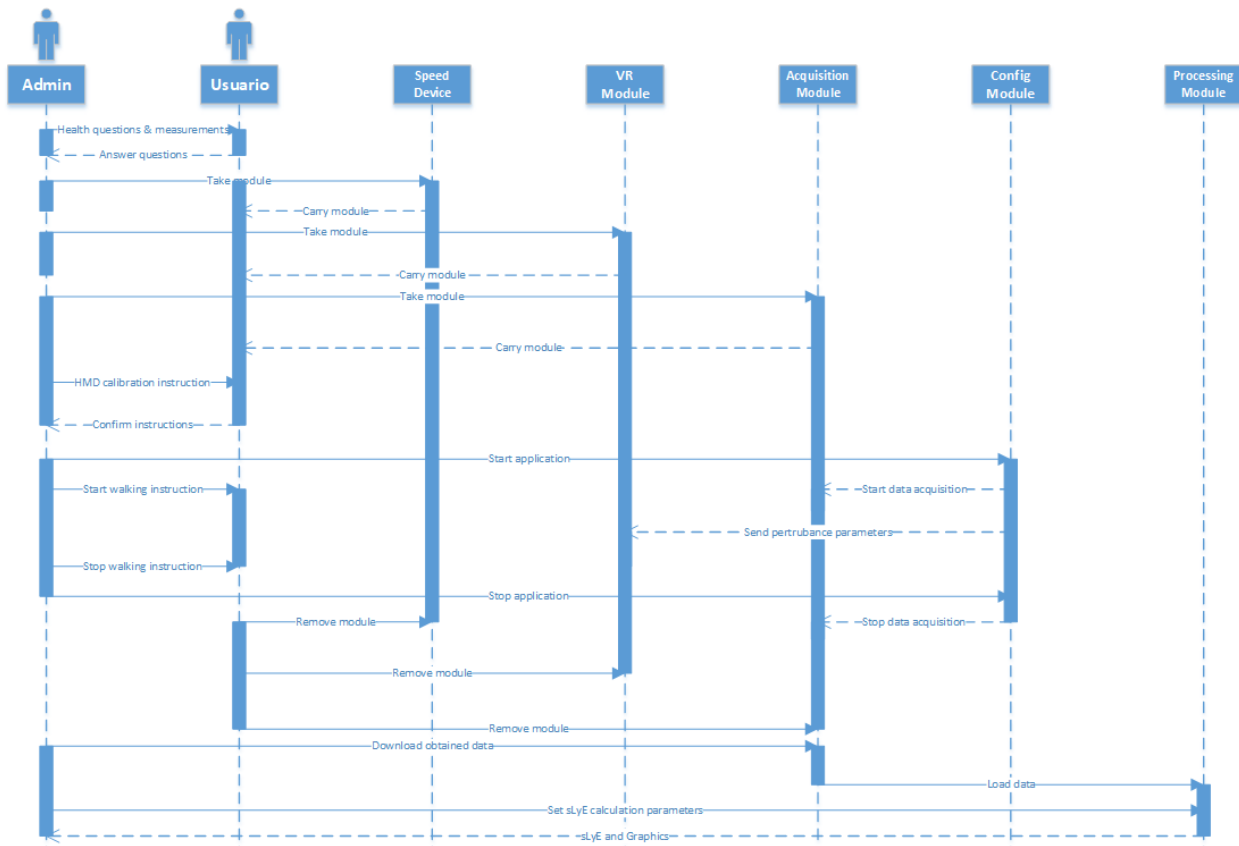 Admin
Usuario
Speed
Device
VR
Module
Acquisition
Module
Config
Module
Processing
Module
Health questions & measurements
Answer questions
Take module
Carry module
Take module
Carry module
Take module
Carry module
HMD calibration instruction
Confirm instructions
Start application
Start walking instruction
Start data acquisition
Send pertrubance parameters
Stop walking instruction
Stop application
Remove module
Stop data acquisition
Remove module
Remove module
Download obtained data
Load data
Set sLyE calculation parameters
sLyE and Graphics